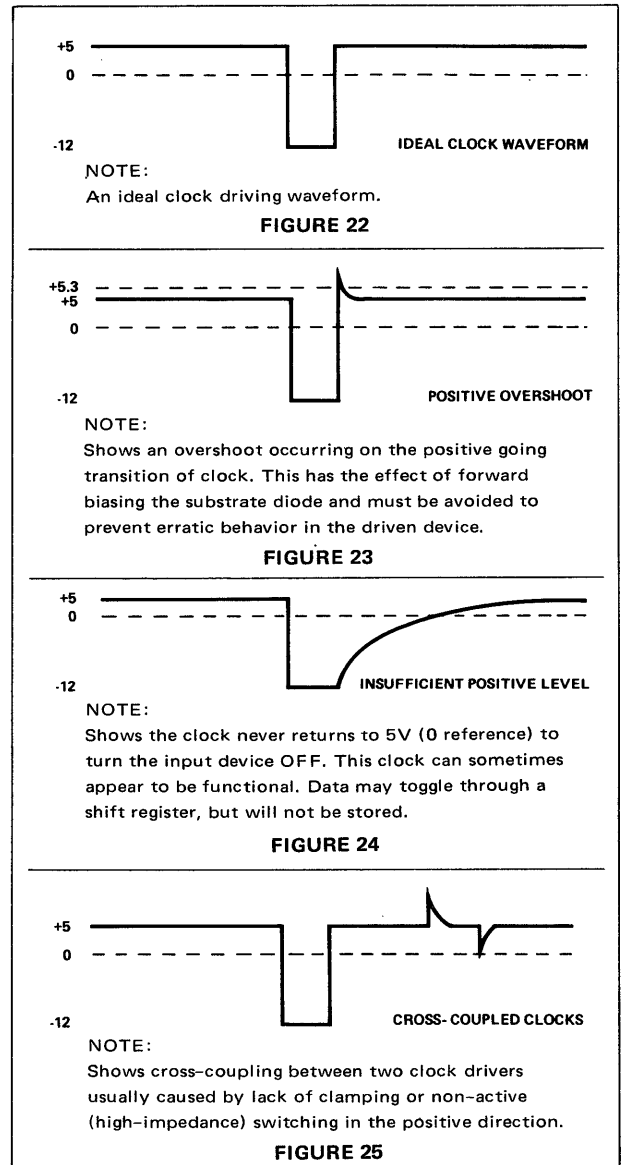 +5
0
-12
IDEAL CLOCK WAVEFORM
NOTE:
An ideal clock driving waveform.
FIGURE 22
+5.3
+5
0
-12
POSITIVE OVERSHOOT
NOTE:
Shows an overshoot occurring on the positive going
transition of clock. This has the effect of forward
biasing the substrate diode and must be avoided to
prevent erratic behavior in the driven device.
FIGURE 23
+5
0
-12
INSUFFICIENT POSITIVE LEVEL
NOTE:
Shows the clock never returns to 5V (0 reference) to
turn the input device OFF. This clock can sometimes
appear to be functional. Data may toggle through a
shift register, but will not be stored.
FIGURE 24
+5
0
-12
CROSS-COUPLED CLOCKS
NOTE:
Shows cross-coupling between two clock drivers
usually caused by lack of clamping or non-active
(high-impedance) switching in the positive direction.
FIGURE 25